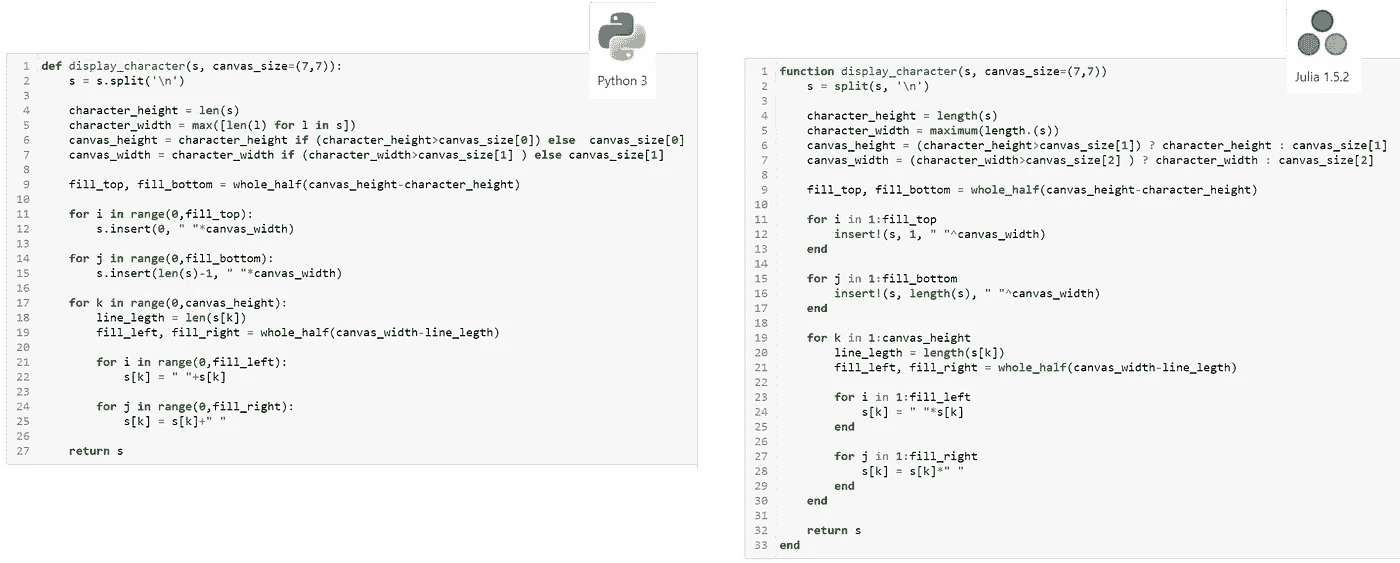 Python 3
1 def display_character(s, canvas_size=(7,7)):
2     s = s.split('\n')
3
4     character_height = len(s)
5     character_width = max([len(l) for l in s])
6     canvas_height = character_height if (character_height>canvas_size[0]) else  canvas_size[0]
7     canvas_width = character_width if (character_width>canvas_size[1] ) else canvas_size[1]
8
9     fill_top, fill_bottom = whole_half(canvas_height-character_height)
10
11     for i in range(0,fill_top):
12         s.insert(0, " "*canvas_width)
13
14     for j in range(0,fill_bottom):
15         s.insert(len(s)-1, " "*canvas_width)
16
17     for k in range(0,canvas_height):
18         line_legth = len(s[k])
19         fill_left, fill_right = whole_half(canvas_width-line_legth)
20
21         for i in range(0,fill_left):
22             s[k] = " "+s[k]
23
24         for j in range(0,fill_right):
25             s[k] = s[k]+" "
26
27     return s
Julia 1.5.2
1 function display_character(s, canvas_size=(7,7))
2     s = split(s, '\n')
3
4     character_height = length(s)
5     character_width = maximum(length.(s))
6     canvas_height = (character_height>canvas_size[1]) ? character_height : canvas_size[1]
7     canvas_width = (character_width>canvas_size[2] ) ? character_width : canvas_size[2]
8
9     fill_top, fill_bottom = whole_half(canvas_height-character_height)
10
11     for i in 1:fill_top
12         insert!(s, 1, " "^canvas_width)
13     end
14
15     for j in 1:fill_bottom
16         insert!(s, length(s), " "^canvas_width)
17     end
18
19     for k in 1:canvas_height
20         line_legth = length(s[k])
21         fill_left, fill_right = whole_half(canvas_width-line_legth)
22
23         for i in 1:fill_left
24             s[k] = " "*s[k]
25         end
26
27         for j in 1:fill_right
28             s[k] = s[k]*" "
29         end
30     end
31
32     return s
33 end